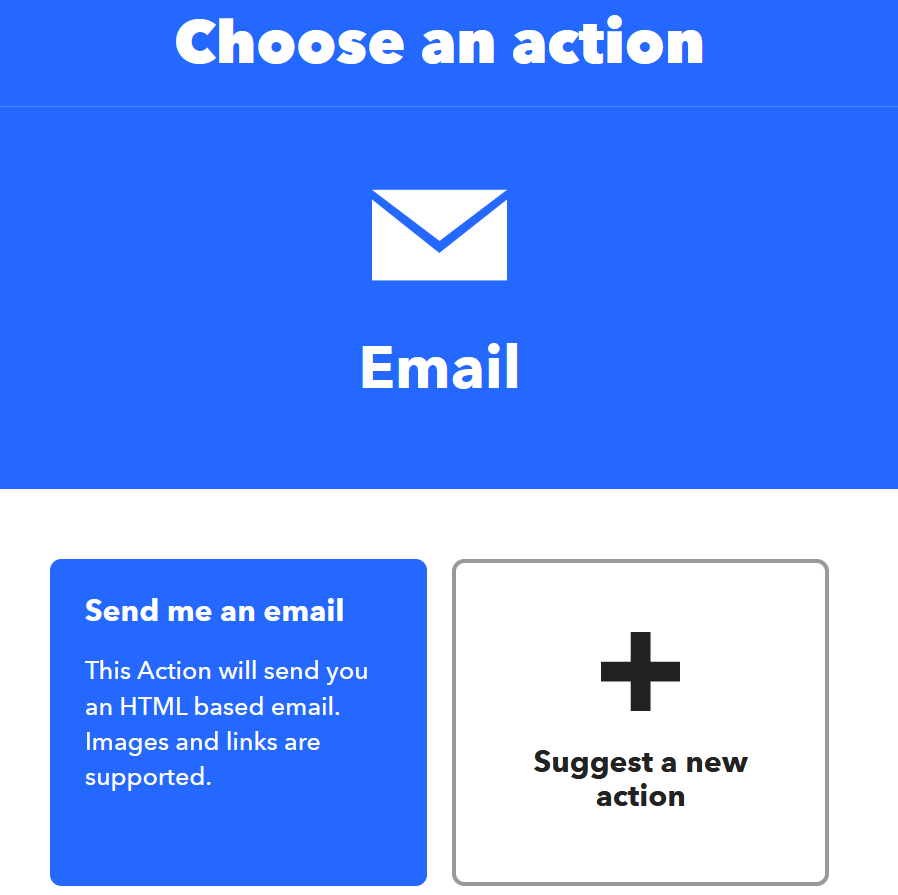 Choose an action
Email
Send me an email
This Action will send you
an HTML based email.
Images and links are
supported.
Suggest a new
action